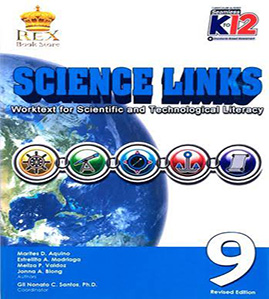 REX
Book Store
K TO 12
SCIENCE LINKS
Worktext for Scientific and Technological Literacy
Marites D. Aquino
Estrellita A. Madriaga
Meliza P. Valdoz
Jonna A. Biong
Authors
Gil Nonato C. Santos, Ph.D.
Coordinator
9
Revised Edition